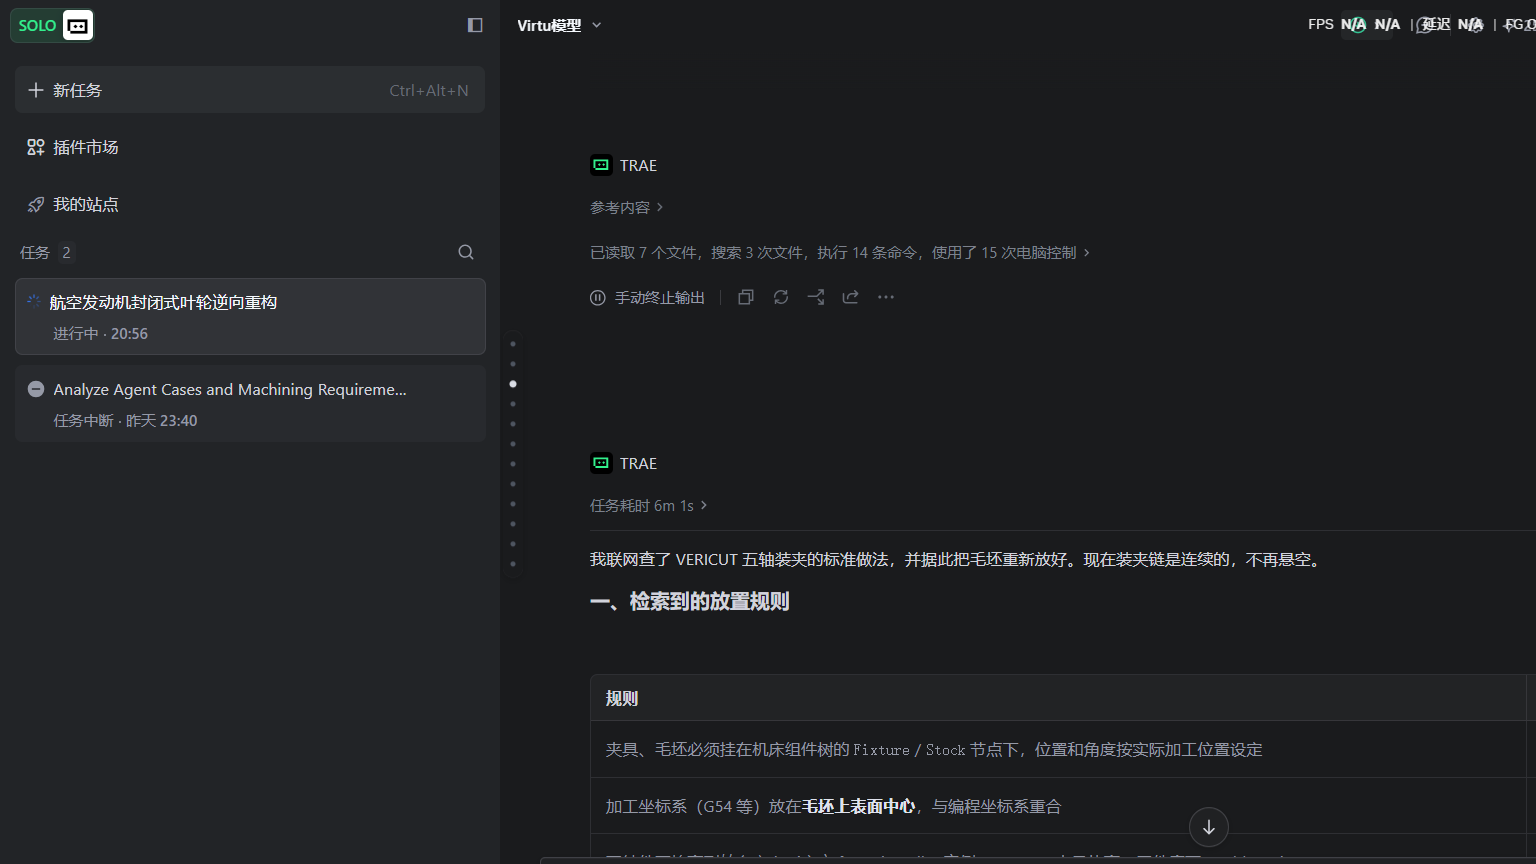 SOLO
新任务 Ctrl+Alt+N
插件市场
我的站点
任务 2
航空发动机封闭式叶轮逆向重构
进行中 · 20:56
Analyze Agent Cases and Machining Requireme...
任务中断 · 昨天 23:40
Virtu模型
FPS N/A N/A | 延迟 N/A |
TRAE
参考内容
已读取 7 个文件，搜索 3 次文件，执行 14 条命令，使用了 15 次电脑控制
手动终止输出
TRAE
任务耗时 6m 1s
我联网查了 VERICUT 五轴装夹的标准做法，并据此把毛坯重新放好。现在装夹链是连续的，不再悬空。
一、检索到的放置规则
规则
夹具、毛坯必须挂在机床组件树的 Fixture / Stock 节点下，位置和角度按实际加工位置设定
加工坐标系（G54 等）放在毛坯上表面中心，与编程坐标系重合